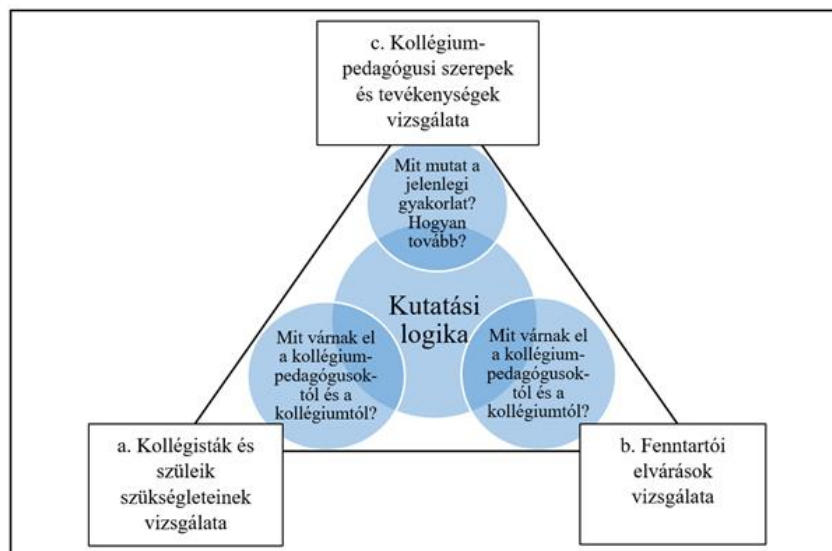 c. Kollégium-
pedagógusi szerepek
és tevékenységek
vizsgálata
Mit mutat a
jelenlegi
gyakorlat?
Hogyan
tovább?
Kutatási
logika
Mit várnak el
a kollégium-
pedagógusok-
tól és a
kollégiumtól?
Mit várnak el
a kollégium-
pedagógusok-
tól és a
kollégiumtól?
a. Kollégisták és
szüleik
szükségleteinek
vizsgálata
b. Fenntartói
elvárások
vizsgálata